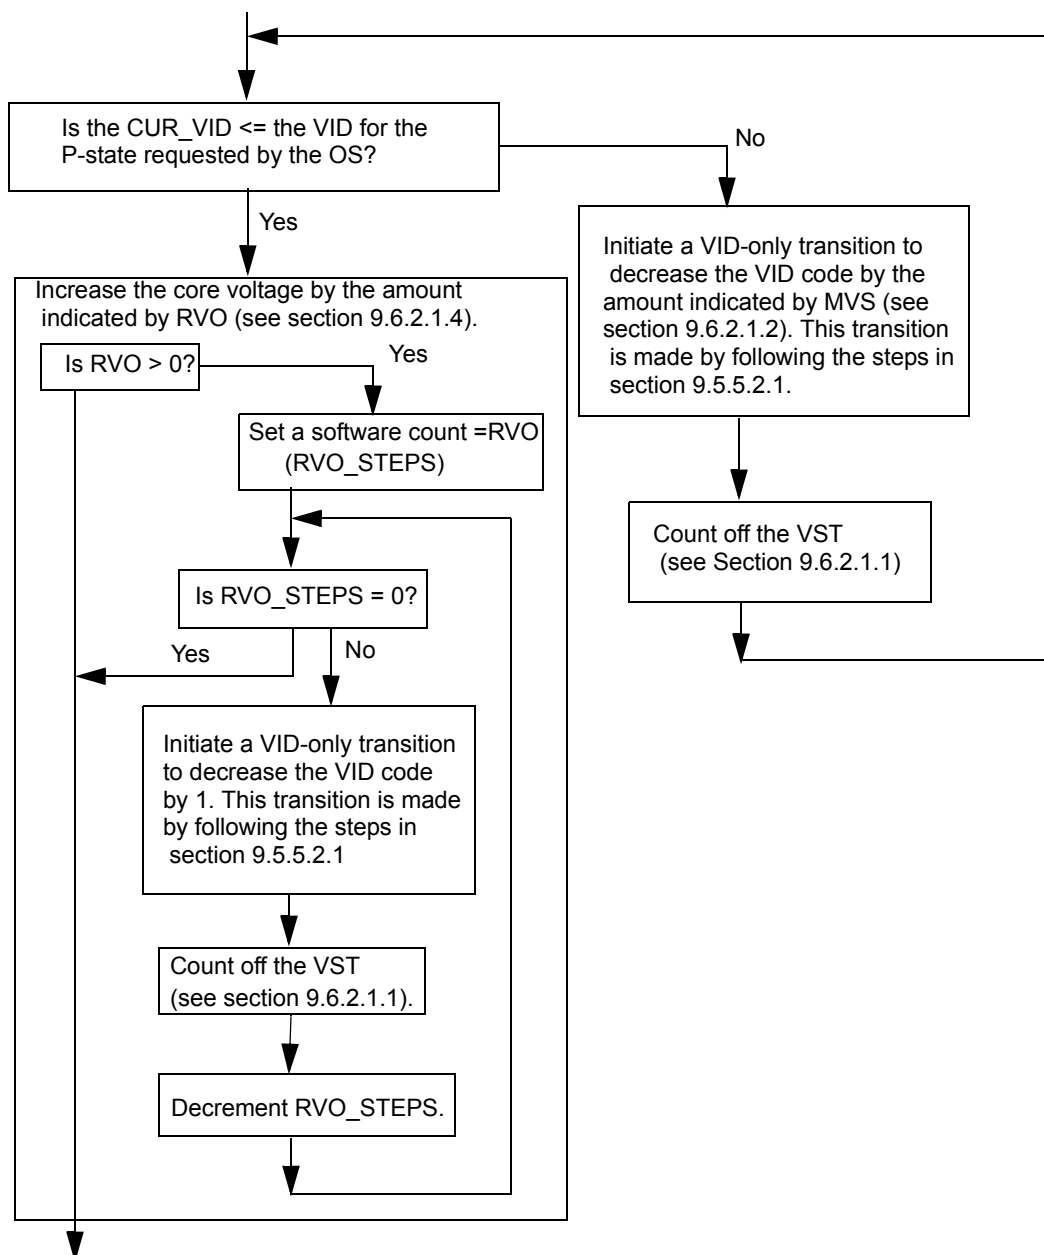 Is the CUR_VID <= the VID for the
P-state requested by the OS?
No
Yes
Initiate a VID-only transition to
decrease the VID code by the
amount indicated by MVS (see
section 9.6.2.1.2). This transition
is made by following the steps in
section 9.5.5.2.1.
Increase the core voltage by the amount
indicated by RVO (see section 9.6.2.1.4).
Is RVO > 0?
Yes
Set a software count =RVO
(RVO_STEPS)
Count off the VST
(see Section 9.6.2.1.1)
Is RVO_STEPS = 0?
Yes
No
Initiate a VID-only transition
to decrease the VID code
by 1. This transition is made
by following the steps in
section 9.5.5.2.1
Count off the VST
(see section 9.6.2.1.1).
Decrement RVO_STEPS.